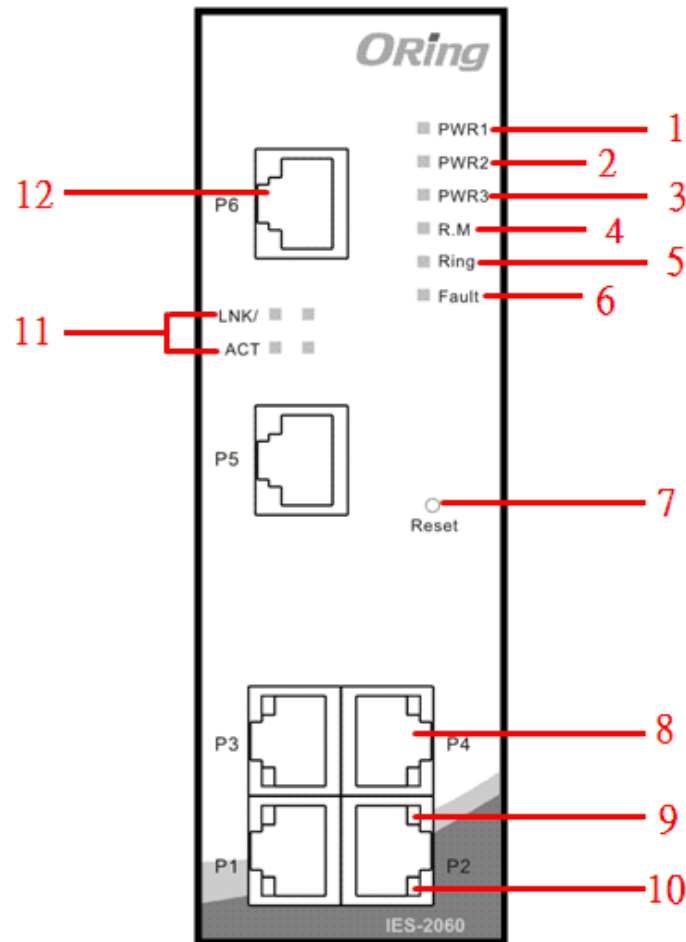 ORing
PWR1 1
PWR2 2
12 P6 PWR3 3
R.M 4
Ring 5
Fault 6
LNK/
11
ACT
P5
7
Reset
P3 P4 8
9
P1 P2
10
IES-2060